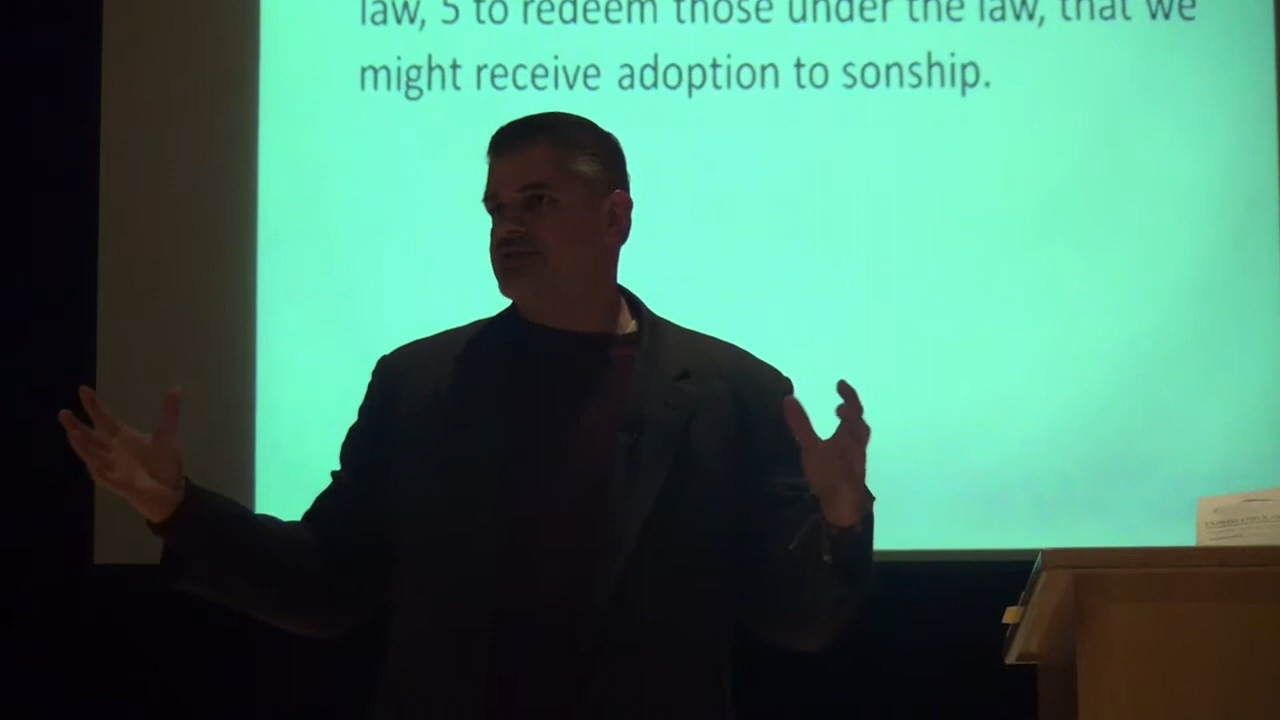 law, 5 to redeem those under the law, that we
might receive adoption to sonship.